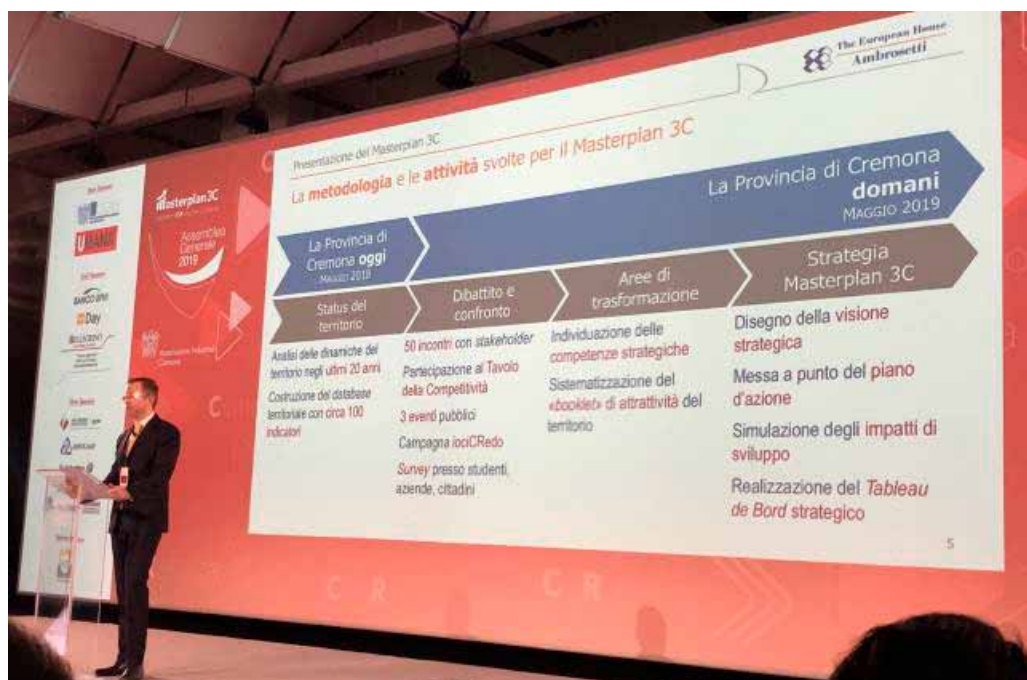 The European House
Ambrosetti
Presentazione del Masterplan 3C
La metodologia e le attività svolte per il Masterplan 3C
La Provincia di
Cremona oggi
MAGGIO 2018
La Provincia di Cremona
domani
MAGGIO 2019
Status del
territorio
Analisi delle dinamiche del
territorio negli ultimi 20 anni
Costruzione del database
territoriale con circa 100
indicatori
Dibattito e
confronto
50 incontri con stakeholder
Partecipazione al Tavolo
della Competitività
3 eventi pubblici
Campagna iociCRedo
Survey presso studenti,
aziende, cittadini
Aree di
trasformazione
Individuazione delle
competenze strategiche
Sistematizzazione del
«booklet» di attrattività del
territorio
Strategia
Masterplan 3C
Disegno della visione
strategica
Messa a punto del piano
d'azione
Simulazione degli impatti di
sviluppo
Realizzazione del Tableau
de Bord strategico
5
Masterplan3C
Assemblea
Generale
2019
Associazione Industriali
Cremona
UMANA
BANCO BPM
Day
C
C R
C R